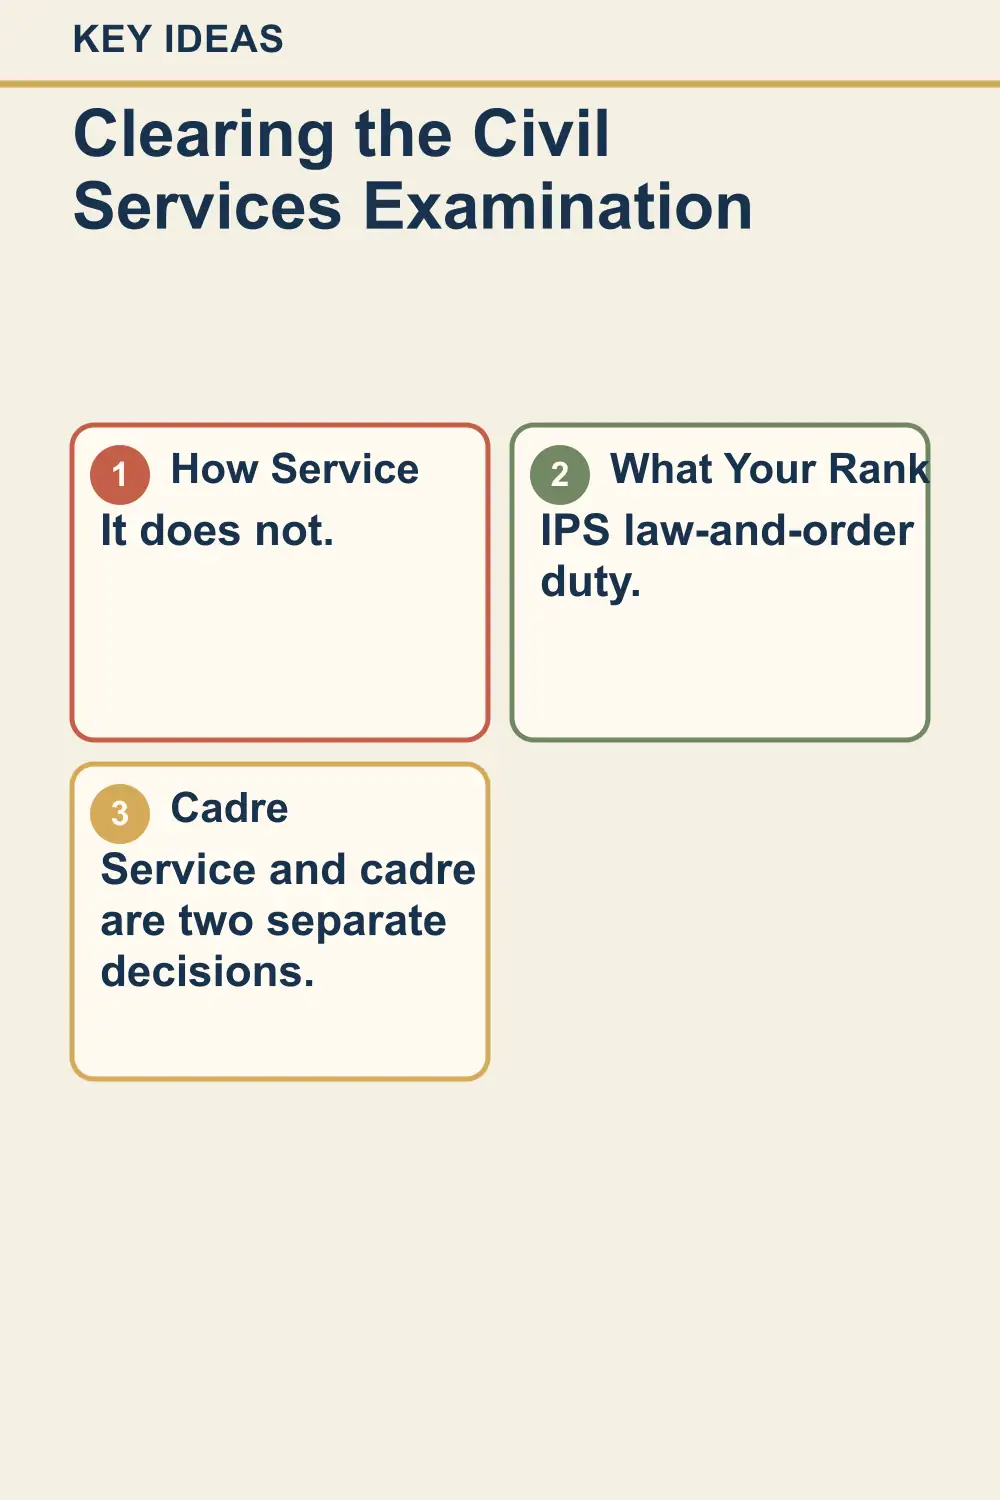 KEY IDEAS
Clearing the Civil
Services Examination
1 How Service
It does not.
2 What Your Rank
IPS law-and-order
duty.
3 Cadre
Service and cadre
are two separate
decisions.